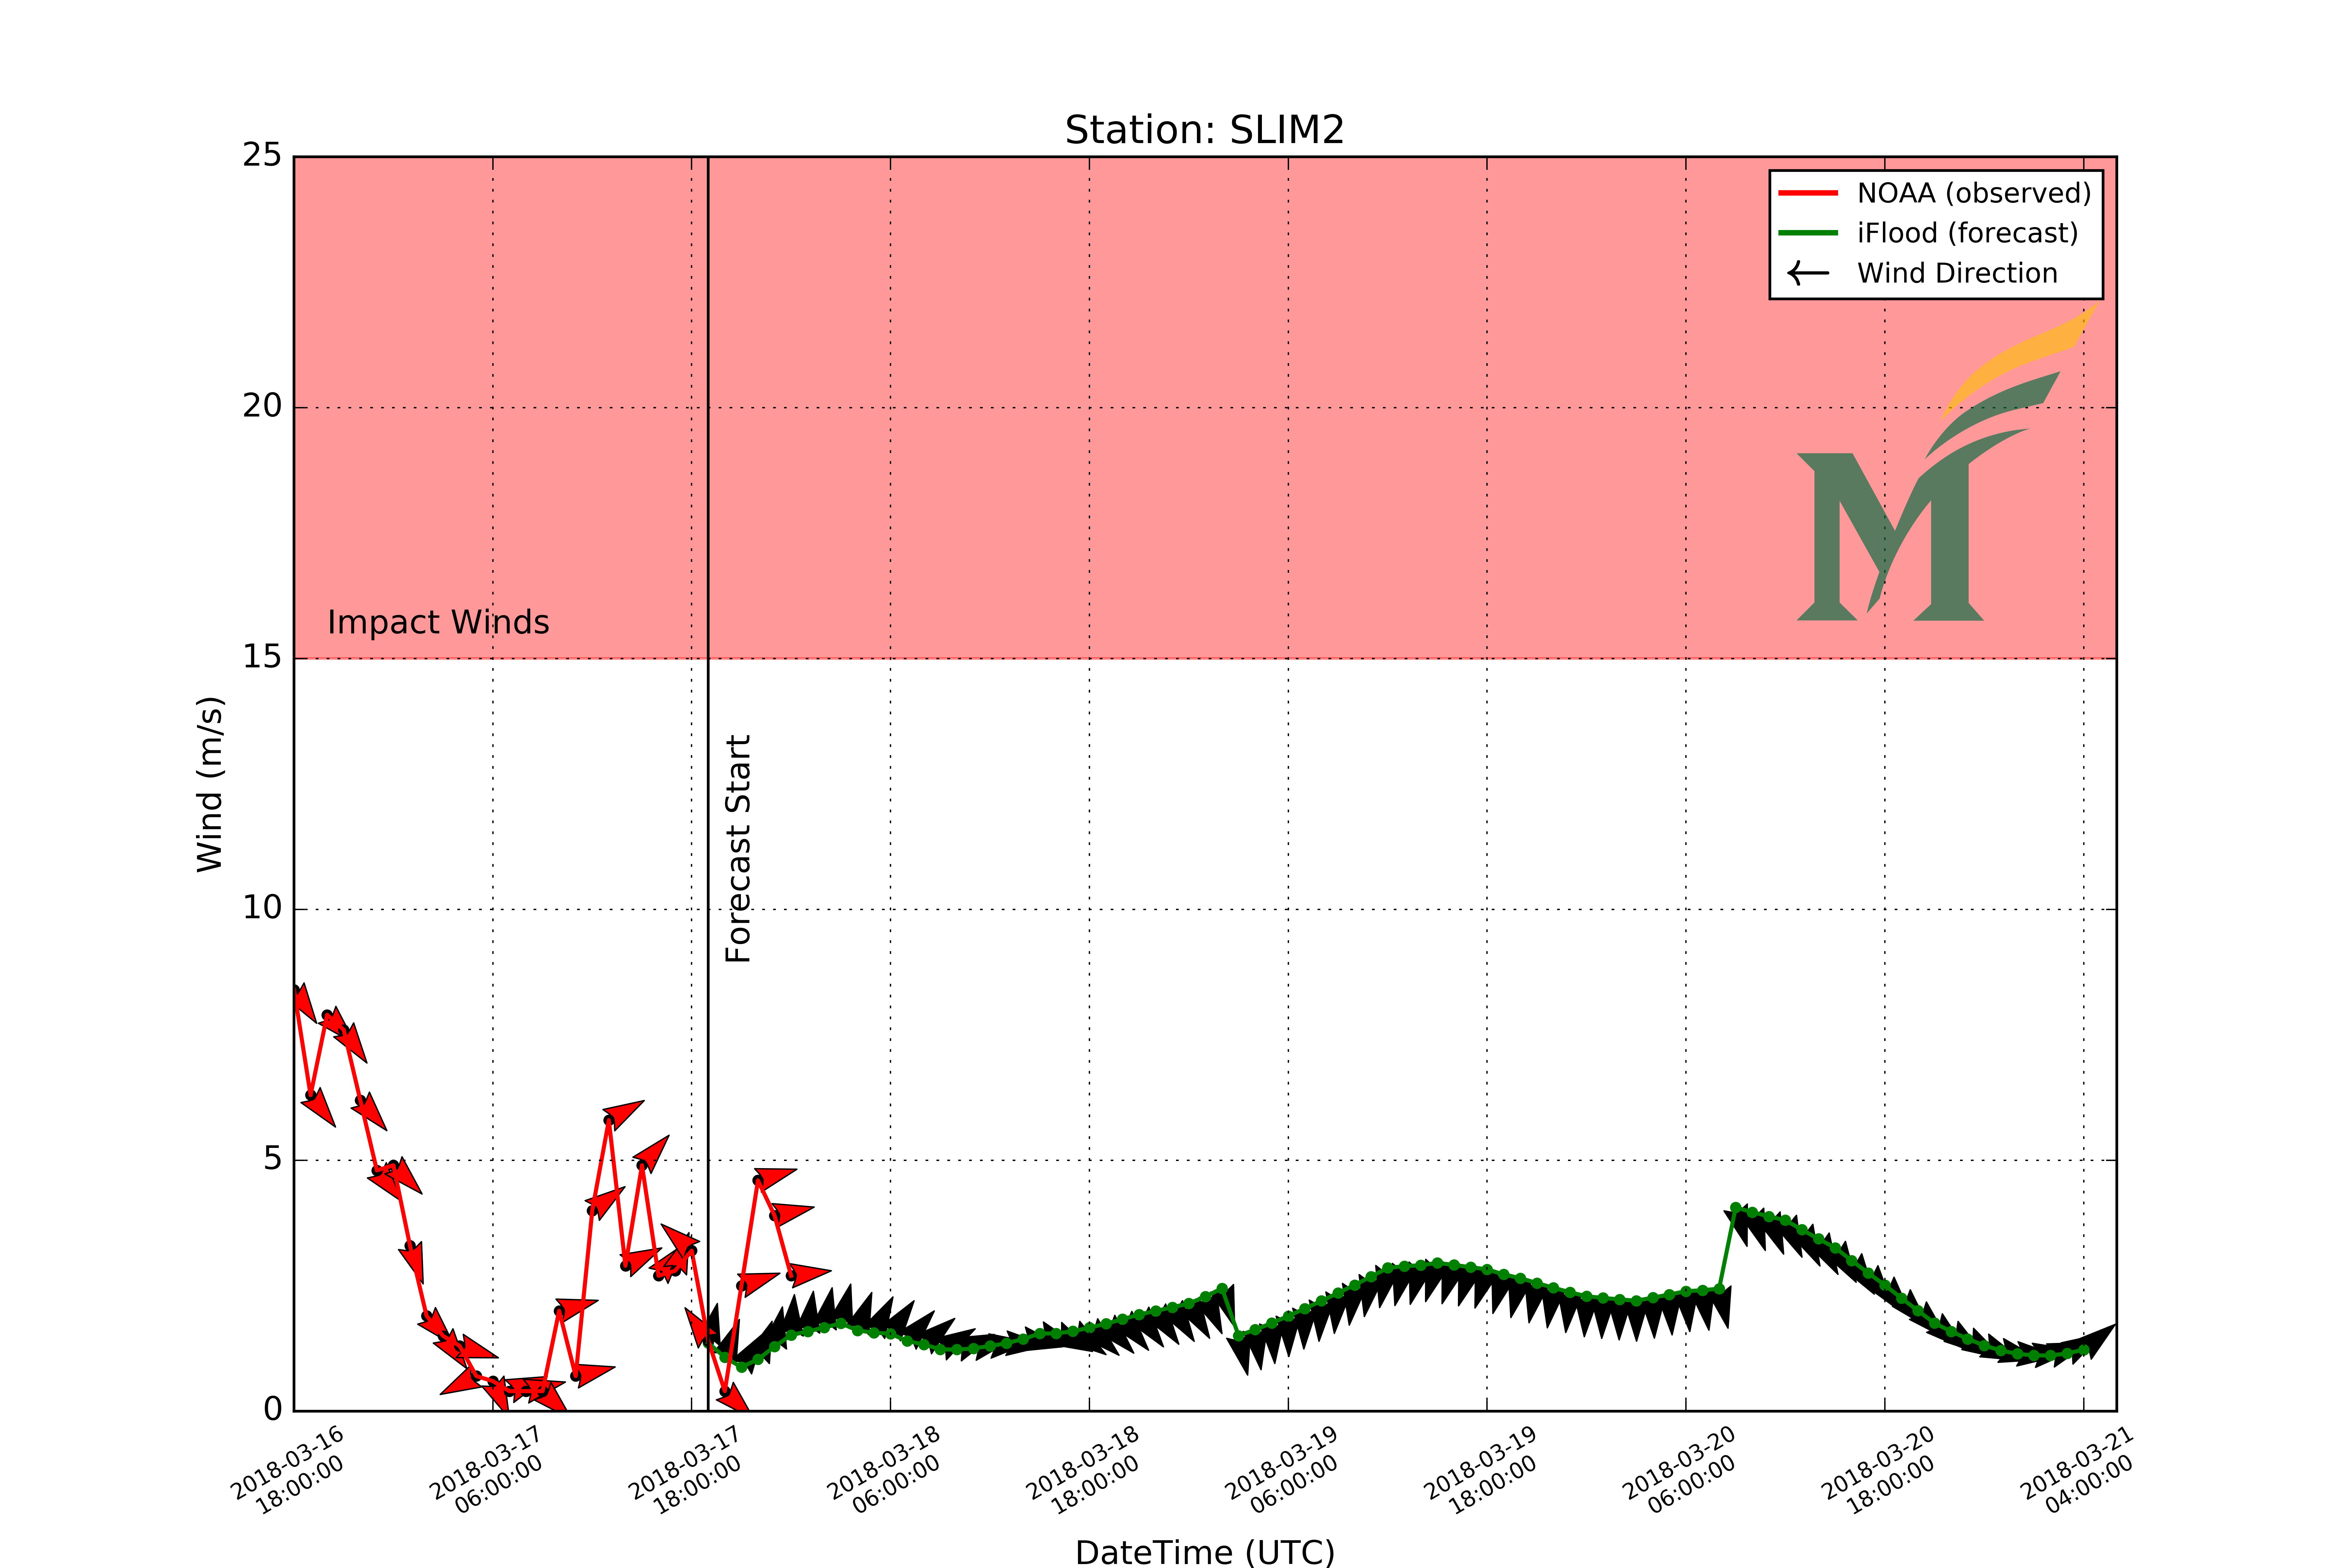 Station: SLIM2
25
20
15
10
5
0
Wind (m/s)
NOAA (observed)
iFlood (forecast)
Wind Direction
M
Impact Winds
Forecast Start
2018-03-16
18:00:00
2018-03-17
06:00:00
2018-03-17
18:00:00
2018-03-18
06:00:00
2018-03-18
18:00:00
2018-03-19
06:00:00
2018-03-19
18:00:00
2018-03-20
06:00:00
2018-03-20
18:00:00
2018-03-21
04:00:00
DateTime (UTC)